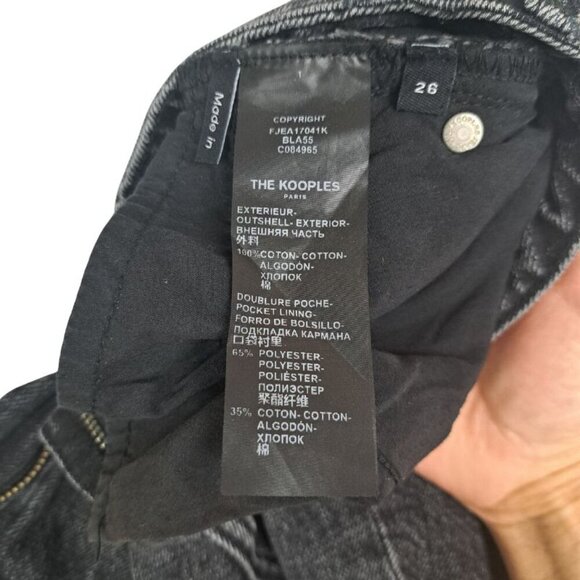 Made in
26
COPYRIGHT
FJEA17041K
BLA55
C084965
THE KOOPLES
PARIS
EXTERIEUR-
OUTSHELL- EXTERIOR-
ВНЕШНЯЯ ЧАСТЬ
外料
100% COTON- COTTON-
ALGODÓN-
ХЛОПОК
棉
DOUBLURE POCHE-
POCKET LINING-
FORRO DE BOLSILLO-
ПОДКЛАДКА КАРМАНА
口袋衬里
65% POLYESTER-
POLYESTER-
POLIÉSTER-
ПОЛИЭСТЕР
聚酯纤维
35% COTON- COTTON-
ALGODÓN-
ХЛОПОК
棉